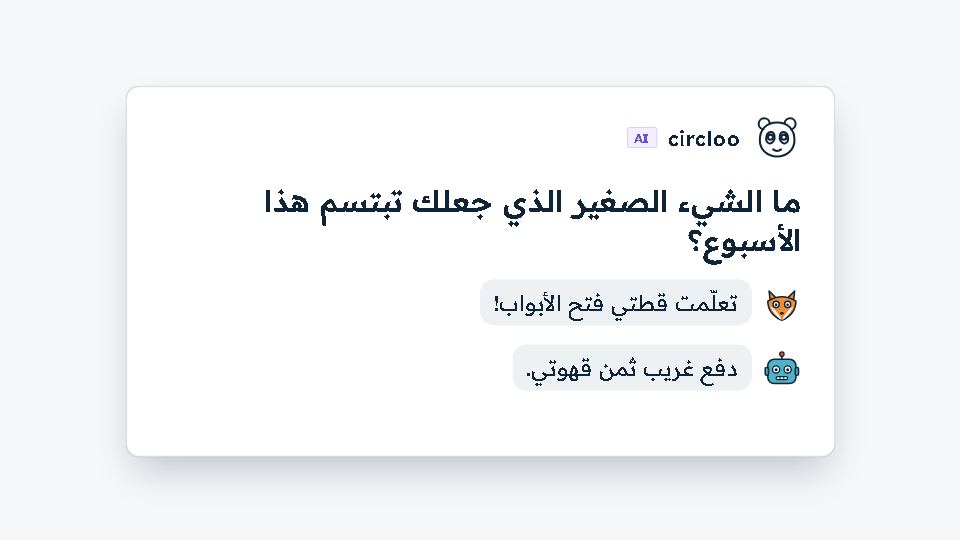 circloo AI
ما الشيء الصغير الذي جعلك تبتسم هذا
الأسبوع؟
تعلّمت قطتي فتح الأبواب!
دفع غريب ثمن قهوتي.